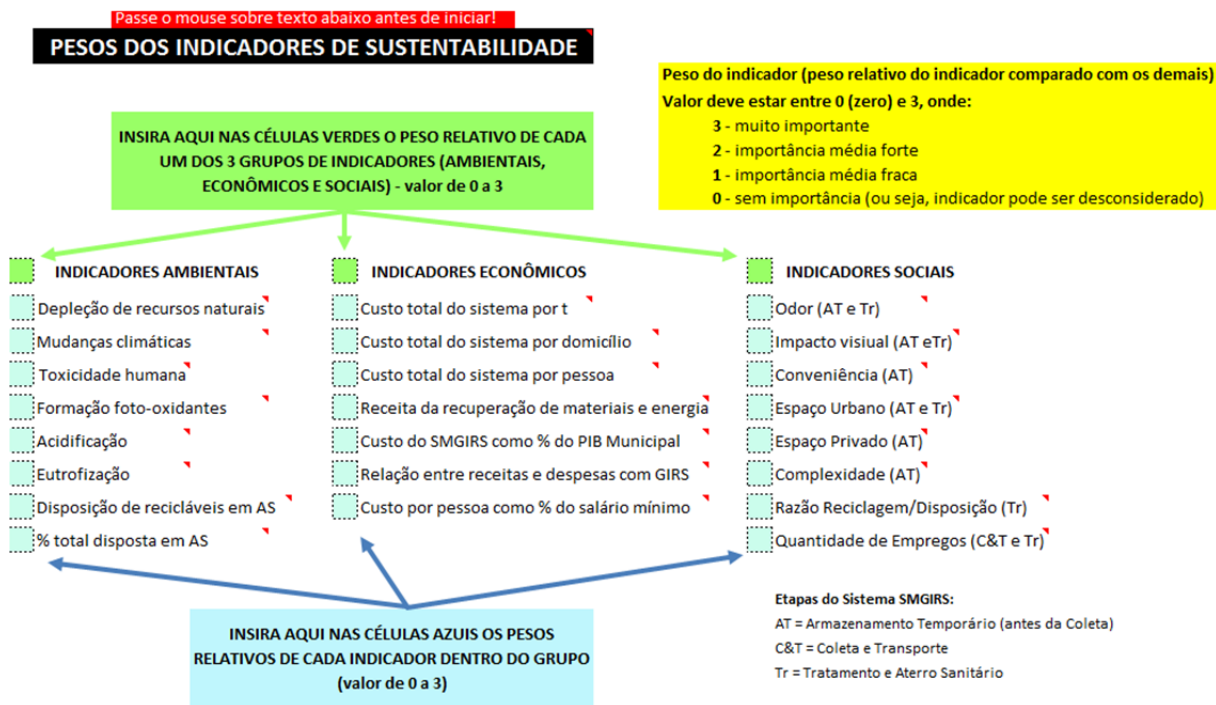 Passe o mouse sobre texto abaixo antes de iniciar!
PESOS DOS INDICADORES DE SUSTENTABILIDADE
Peso do indicador (peso relativo do indicador comparado com os demais)
Valor deve estar entre 0 (zero) e 3, onde:
3 - muito importante
2 - importância média forte
1 - importância média fraca
0 - sem importância (ou seja, indicador pode ser desconsiderado)
INSIRA AQUI NAS CÉLULAS VERDES O PESO RELATIVO DE CADA
UM DOS 3 GRUPOS DE INDICADORES (AMBIENTAIS,
ECONÔMICOS E SOCIAIS) - valor de 0 a 3
INDICADORES AMBIENTAIS
Depleção de recursos naturais
Mudanças climáticas
Toxicidade humana
Formação foto-oxidantes
Acidificação
Eutrofização
Disposição de recicláveis em AS
% total disposta em AS
INDICADORES ECONÔMICOS
Custo total do sistema por t
Custo total do sistema por domicílio
Custo total do sistema por pessoa
Receita da recuperação de materiais e energia
Custo do SMGIRS como % do PIB Municipal
Relação entre receitas e despesas com GIRS
Custo por pessoa como % do salário mínimo
INDICADORES SOCIAIS
Odor (AT e Tr)
Impacto visiual (AT eTr)
Conveniência (AT)
Espaço Urbano (AT e Tr)
Espaço Privado (AT)
Complexidade (AT)
Razão Reciclagem/Disposição (Tr)
Quantidade de Empregos (C&T e Tr)
INSIRA AQUI NAS CÉLULAS AZUIS OS PESOS
RELATIVOS DE CADA INDICADOR DENTRO DO GRUPO
(valor de 0 a 3)
Etapas do Sistema SMGIRS:
AT = Armazenamento Temporário (antes da Coleta)
C&T = Coleta e Transporte
Tr = Tratamento e Aterro Sanitário